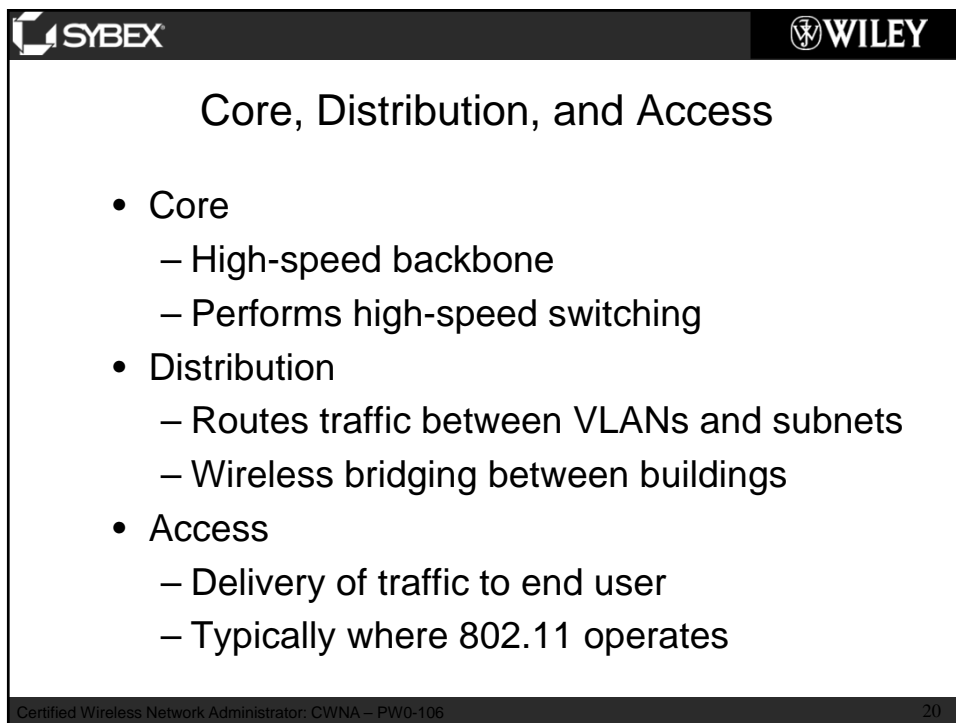 SYBEX
WILEY
Core, Distribution, and Access
• Core
– High-speed backbone
– Performs high-speed switching
• Distribution
– Routes traffic between VLANs and subnets
– Wireless bridging between buildings
• Access
– Delivery of traffic to end user
– Typically where 802.11 operates
Certified Wireless Network Administrator: CWNA – PW0-106
20